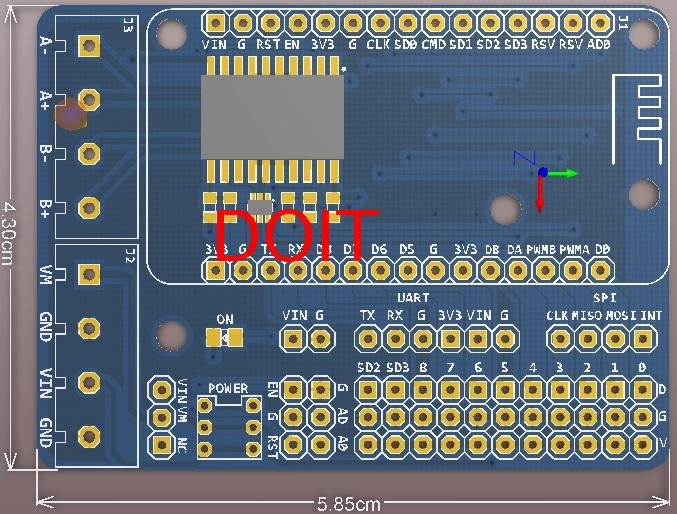 J3
J1
A-
A+
B-
B+
VIN G RST EN 3V3 G CLK SD0 CMD SD1 SD2 SD3 RSV RSV AD0
Z
DOIT
3V3 G TX RX D8 D7 D6 D5 G 3V3 DB DA PWMB PWMA D0
J2
VM
GND
VIN
GND
4.30cm
UART
SPI
ON
VIN G
TX RX G 3V3 VIN G
CLK MISO MOSI INT
VIN
VM
NC
POWER
EN
RST
G
AD
A0
SD2 SD3 8 7 6 5 4 3 2 1 0
D
G
V
5.85cm